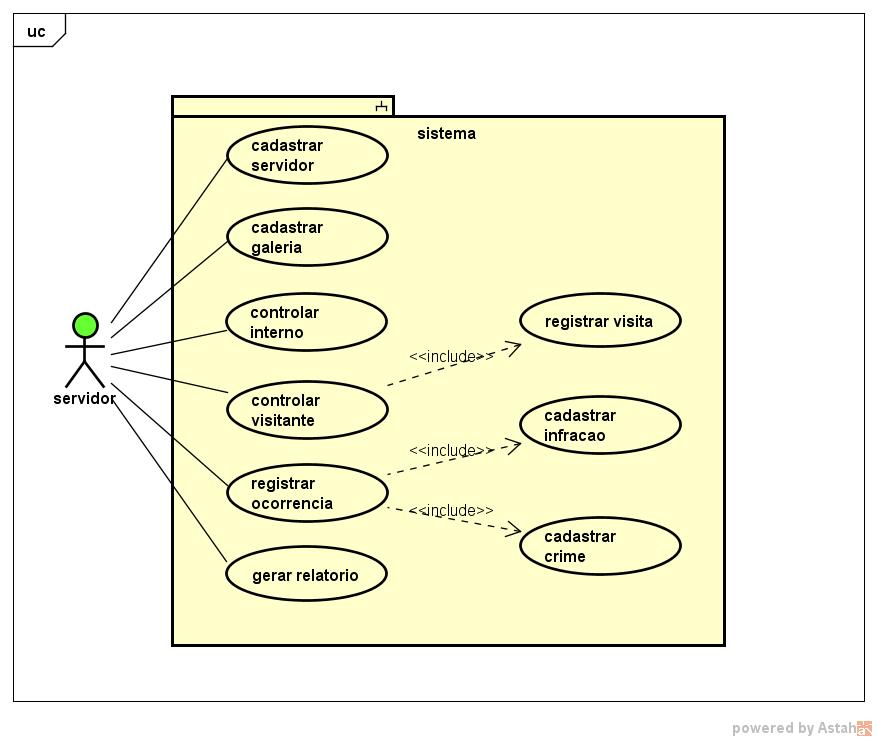 uc
sistema
cadastrar
servidor
cadastrar
galeria
controlar
interno
registrar visita
<<include>>
servidor
controlar
visitante
cadastrar
infracao
<<include>>
registrar
ocorrencia
<<include>>
cadastrar
crime
gerar relatorio
powered by Astah